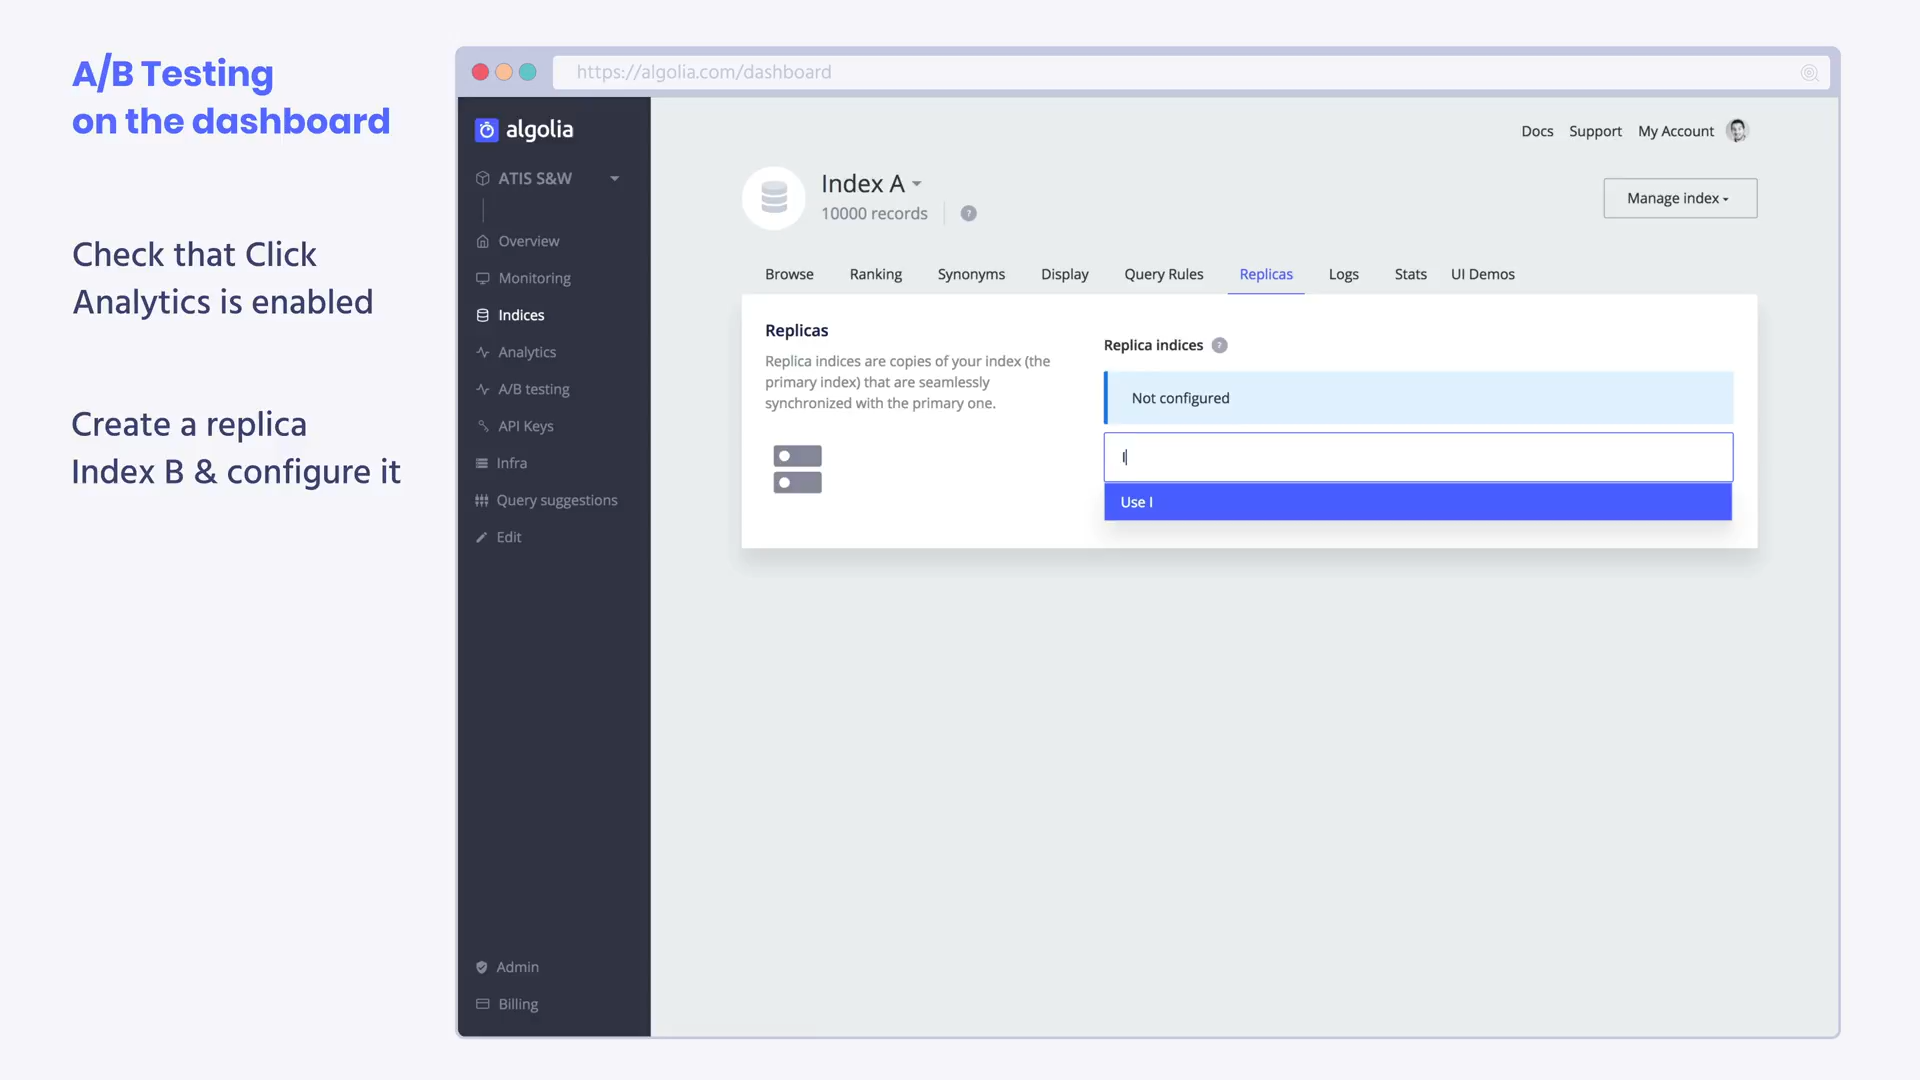 A/B Testing
on the dashboard
Check that Click
Analytics is enabled
Create a replica
Index B & configure it
https://algolia.com/dashboard
algolia
ATIS S&W
Overview
Monitoring
Indices
Analytics
A/B testing
API Keys
Infra
Query suggestions
Edit
Admin
Billing
Docs Support My Account
Index A
10000 records ?
Manage index
Browse Ranking Synonyms Display Query Rules Replicas Logs Stats UI Demos
Replicas
Replica indices are copies of your index (the
primary index) that are seamlessly
synchronized with the primary one.
Replica indices ?
Not configured
I
Use I